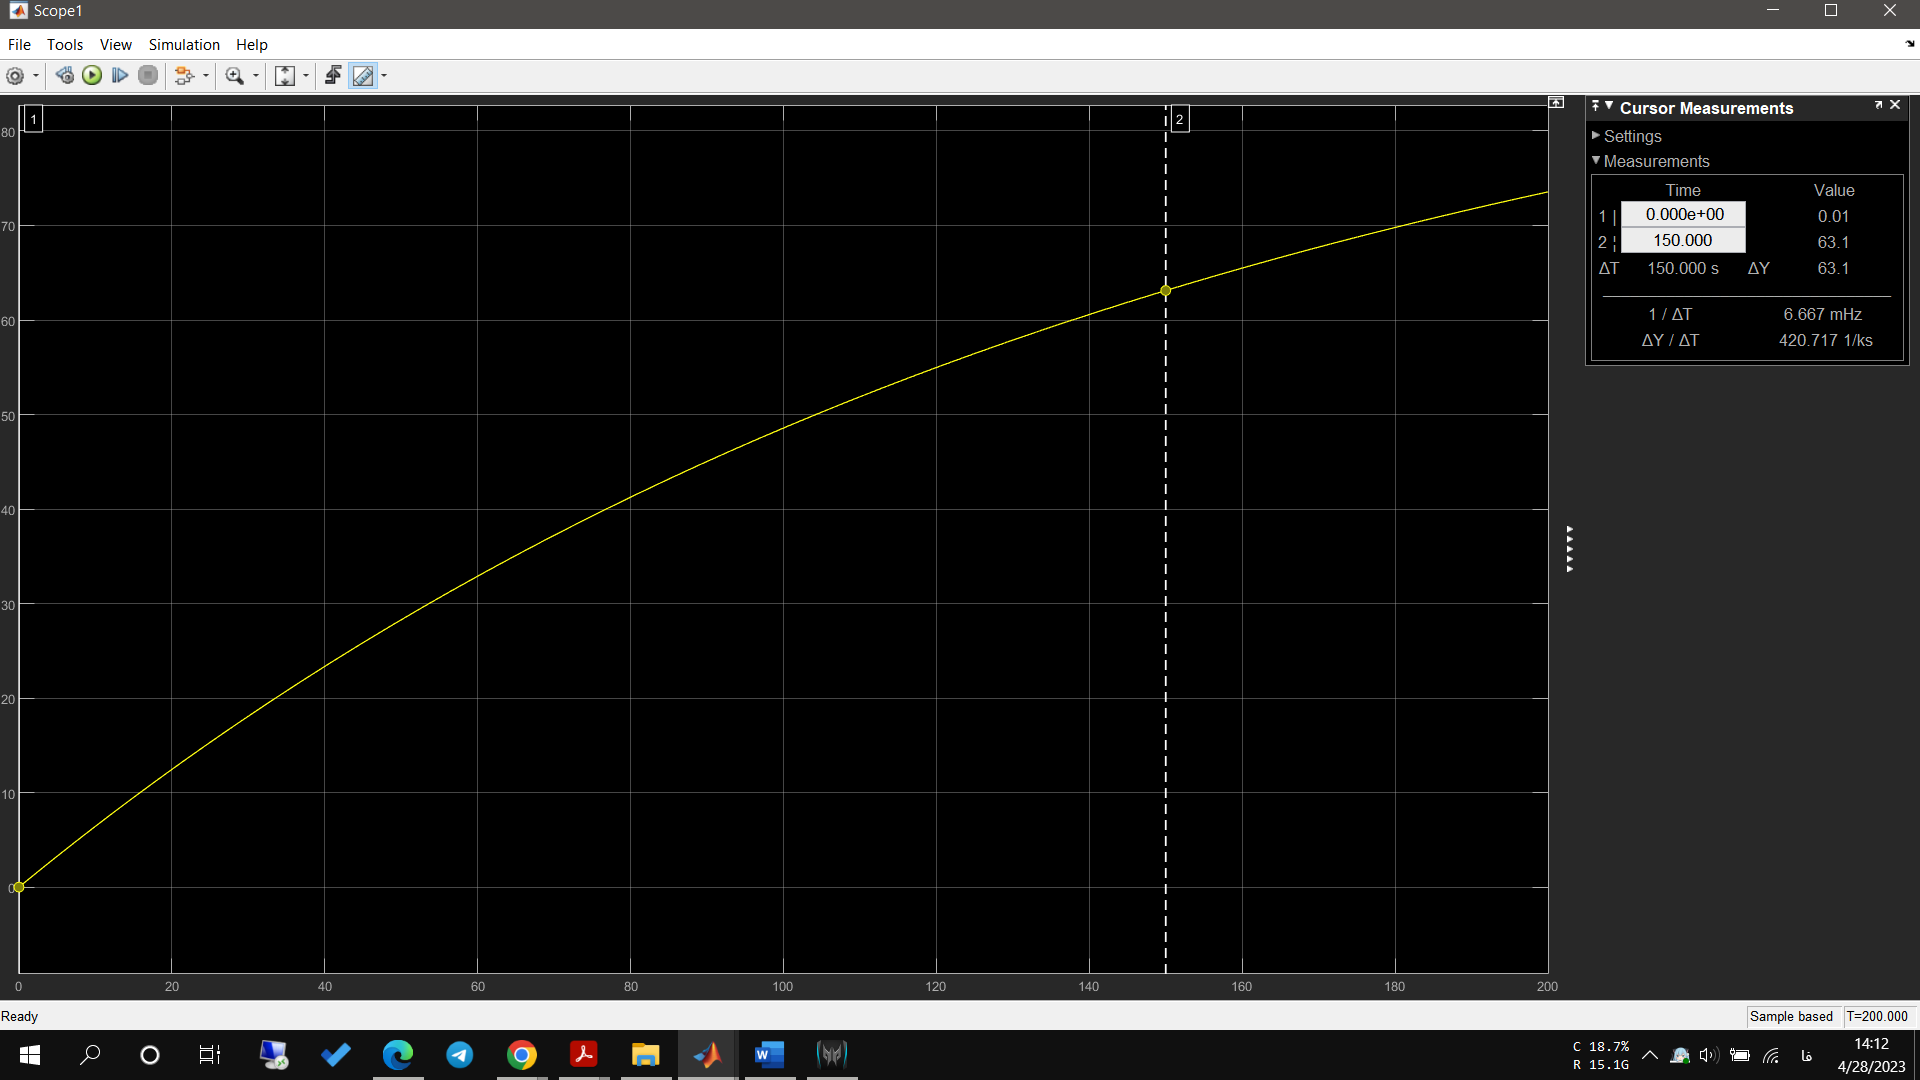 Scope1
File Tools View Simulation Help
1
2
80
70
60
50
40
30
20
10
0
0 20 40 60 80 100 120 140 160 180 200
Cursor Measurements
Settings
Measurements
Time Value
1 | 0.000e+00 0.01
2 ¦ 150.000 63.1
ΔT 150.000 s ΔY 63.1
1 / ΔT 6.667 mHz
ΔY / ΔT 420.717 1/ks
Ready
Sample based T=200.000
C 18.7%
R 15.1G
فا
14:12
4/28/2023